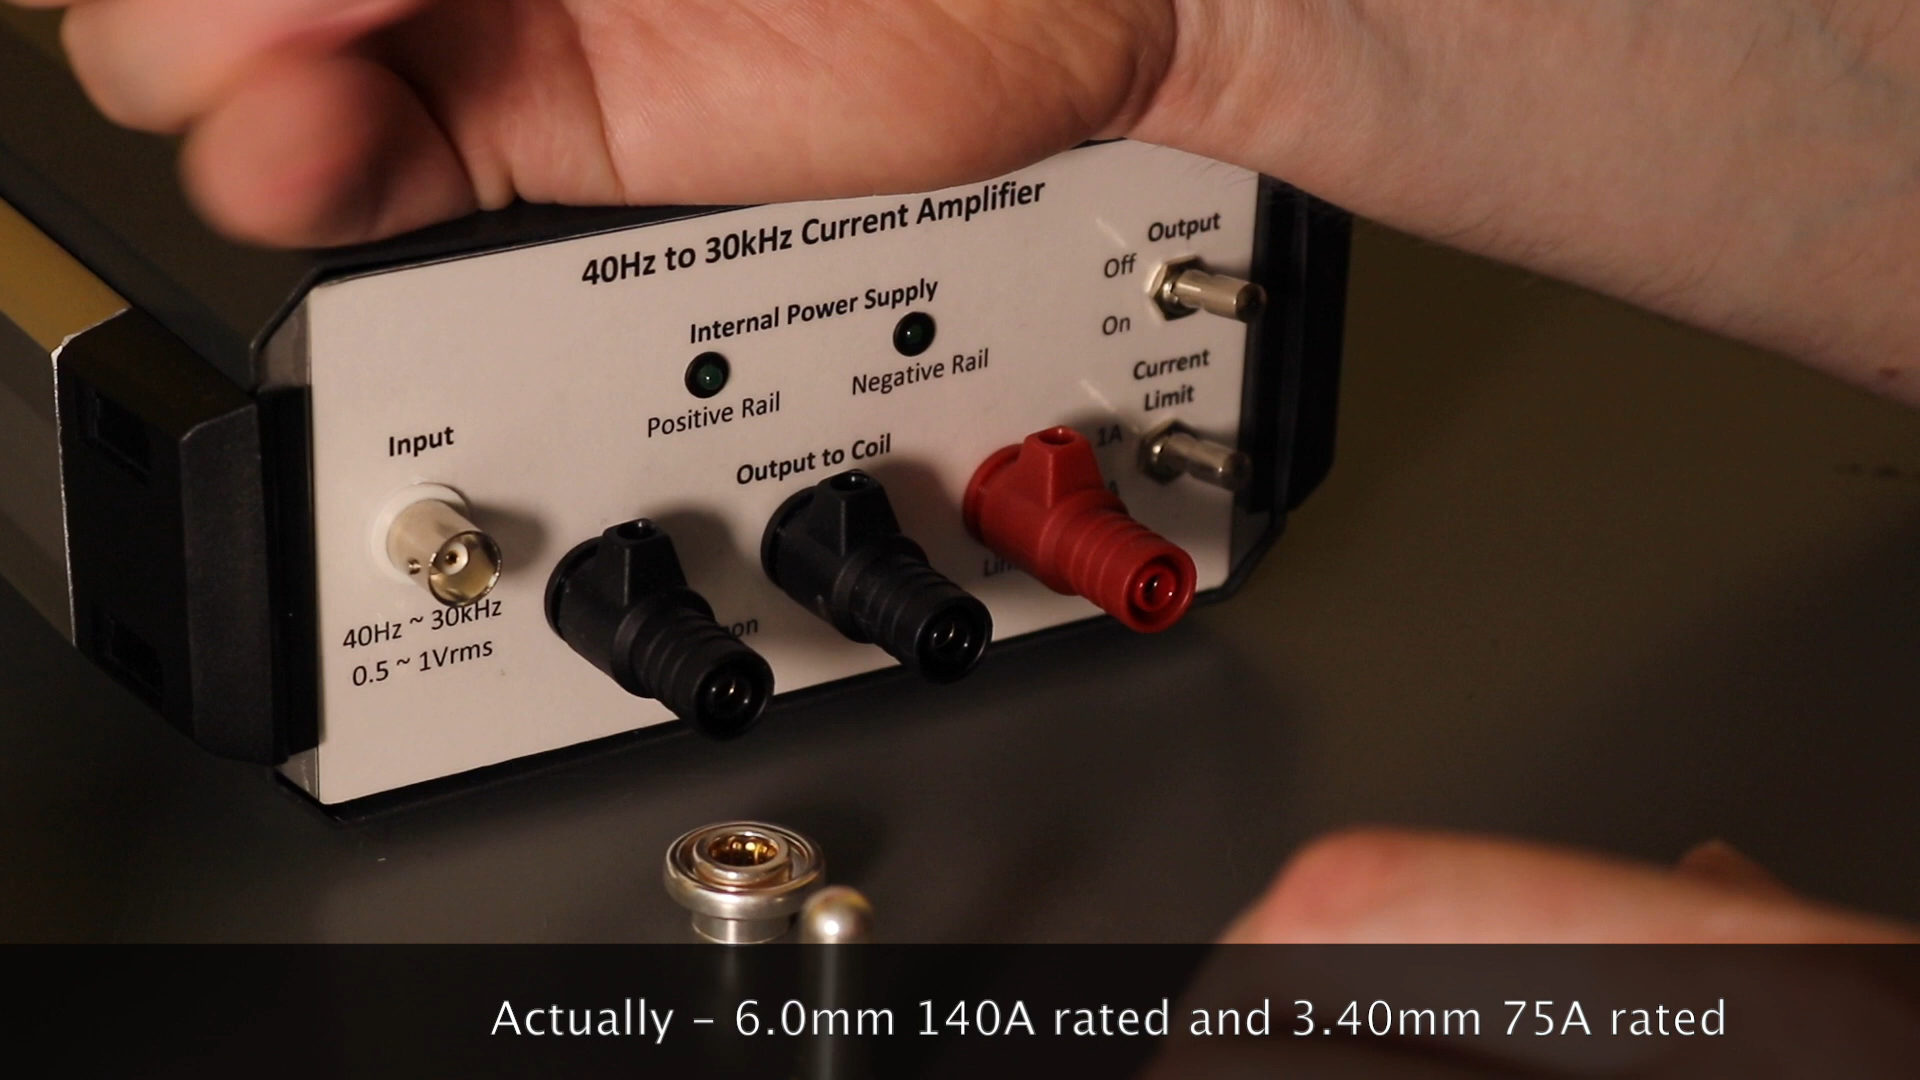 40Hz to 30kHz Current Amplifier
Output
Off
On
Internal Power Supply
Positive Rail
Negative Rail
Current
Limit
1A
Input
Output to Coil
40Hz ~ 30kHz
0.5 ~ 1Vrms
Actually – 6.0mm 140A rated and 3.40mm 75A rated